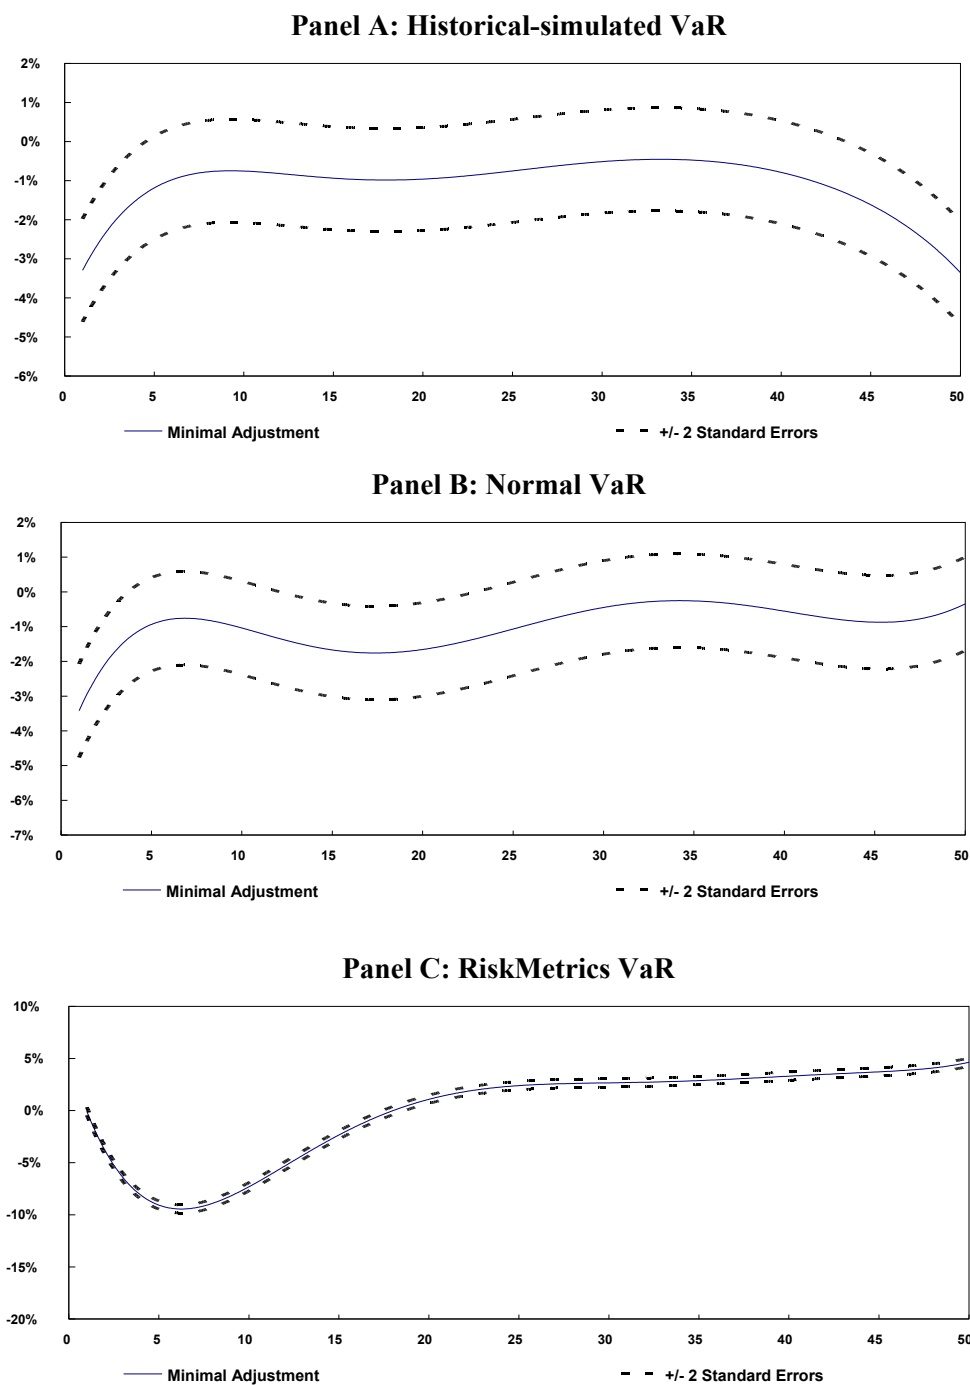 Panel A: Historical-simulated VaR
2%
1%
0%
-1%
-2%
-3%
-4%
-5%
-6%
0 5 10 15 20 25 30 35 40 45 50
Minimal Adjustment +/- 2 Standard Errors
Panel B: Normal VaR
2%
1%
0%
-1%
-2%
-3%
-4%
-5%
-6%
-7%
0 5 10 15 20 25 30 35 40 45 50
Minimal Adjustment +/- 2 Standard Errors
Panel C: RiskMetrics VaR
10%
5%
0%
-5%
-10%
-15%
-20%
0 5 10 15 20 25 30 35 40 45 50
Minimal Adjustment +/- 2 Standard Errors